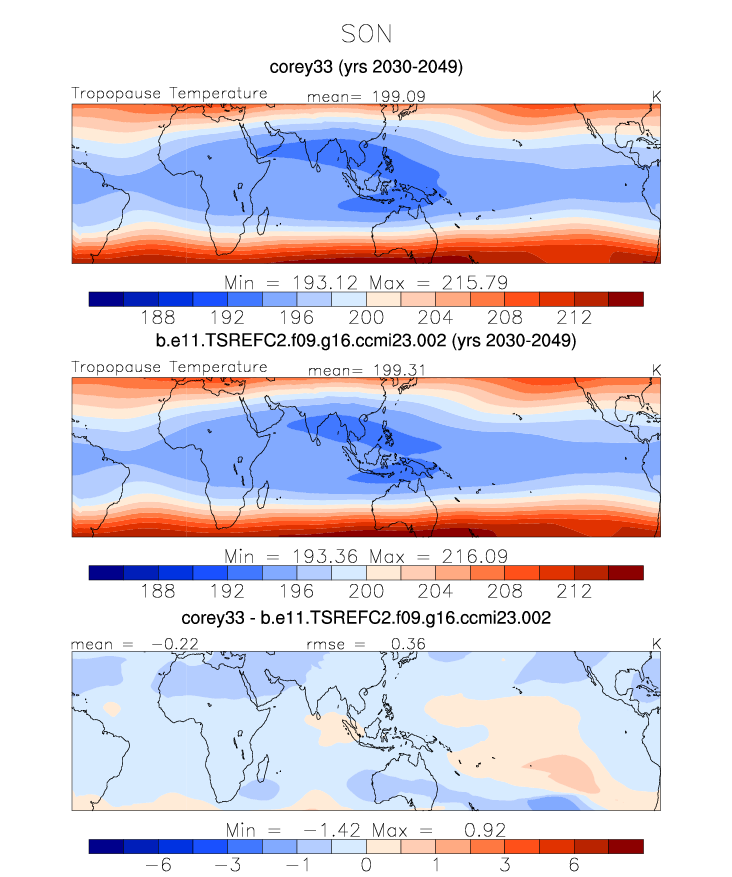 SON
corey33 (yrs 2030-2049)
Tropopause Temperature mean= 199.09 K
Min = 193.12 Max = 215.79
188 192 196 200 204 208 212
b.e11.TSREFC2.f09.g16.ccmi23.002 (yrs 2030-2049)
Tropopause Temperature mean= 199.31 K
Min = 193.36 Max = 216.09
188 192 196 200 204 208 212
corey33 - b.e11.TSREFC2.f09.g16.ccmi23.002
mean = -0.22 rmse = 0.36 K
Min = -1.42 Max = 0.92
-6 -3 -1 0 1 3 6